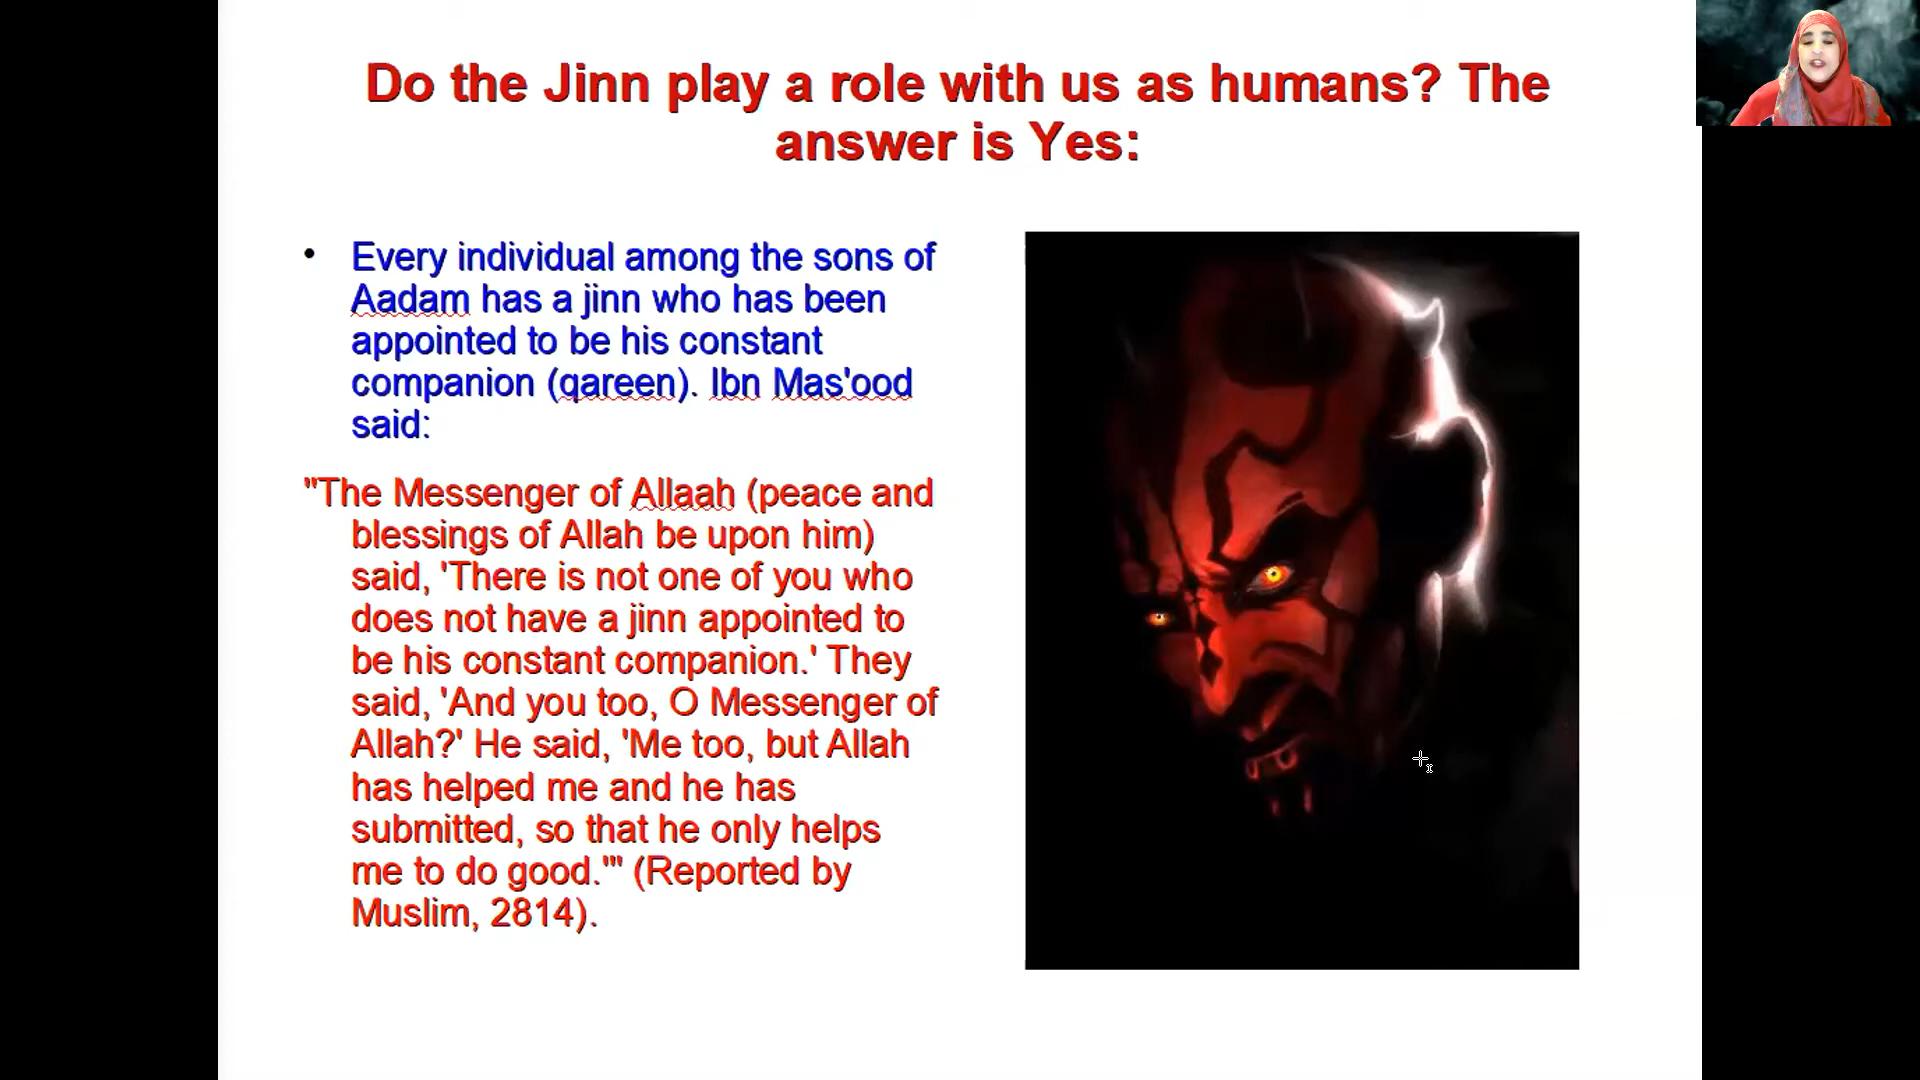 Do the Jinn play a role with us as humans? The
answer is Yes:
• Every individual among the sons of
Aadam has a jinn who has been
appointed to be his constant
companion (qareen). Ibn Mas'ood
said:
"The Messenger of Allaah (peace and
blessings of Allah be upon him)
said, 'There is not one of you who
does not have a jinn appointed to
be his constant companion.' They
said, 'And you too, O Messenger of
Allah?' He said, 'Me too, but Allah
has helped me and he has
submitted, so that he only helps
me to do good.'" (Reported by
Muslim, 2814).